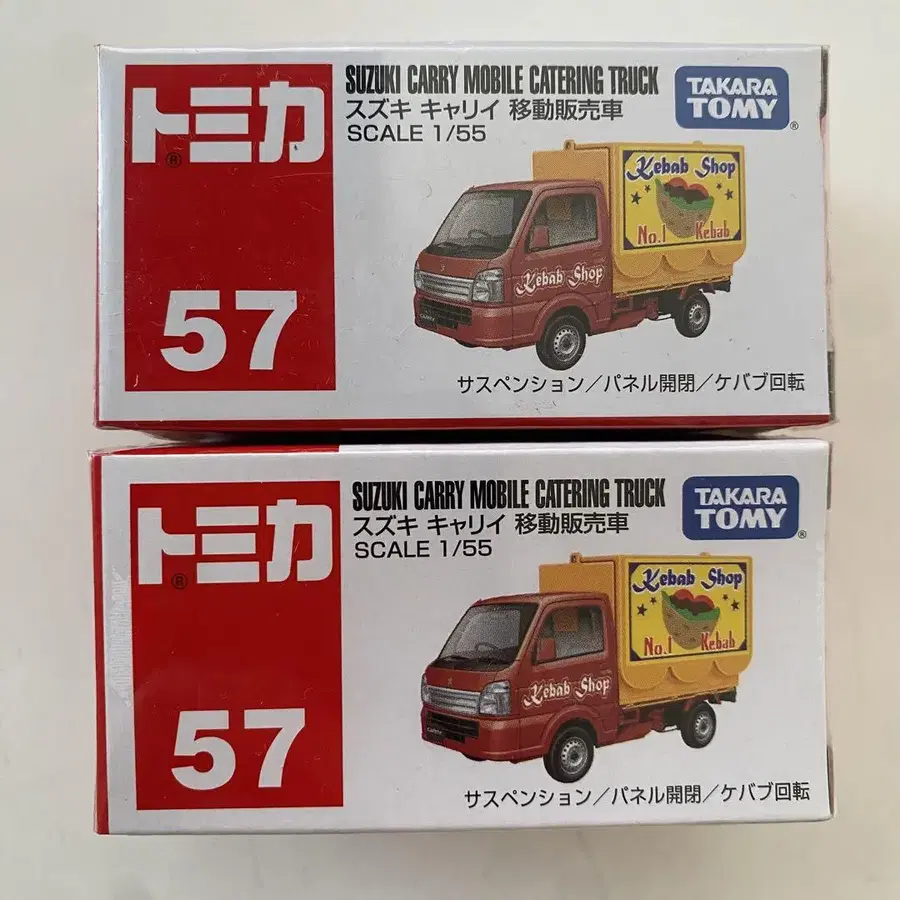 トミカ
®
57
SUZUKI CARRY MOBILE CATERING TRUCK
スズキ キャリイ 移動販売車
SCALE 1/55
TAKARA
TOMY
®
Kebab Shop
No.1 Kebab
Kebab Shop
サスペンション/パネル開閉/ケバブ回転
トミカ
®
57
SUZUKI CARRY MOBILE CATERING TRUCK
スズキ キャリイ 移動販売車
SCALE 1/55
TAKARA
TOMY
®
Kebab Shop
No.1 Kebab
Kebab Shop
サスペンション/パネル開閉/ケバブ回転